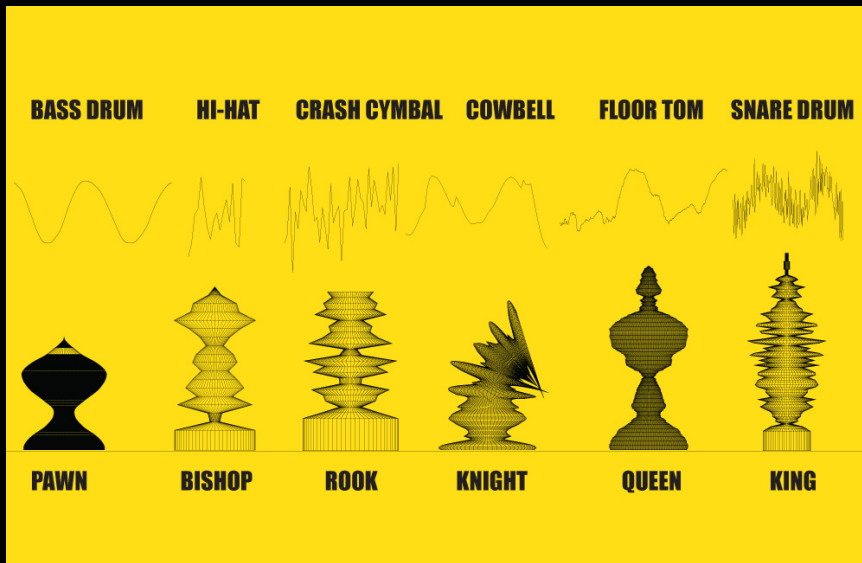 BASS DRUM HI-HAT CRASH CYMBAL COWBELL FLOOR TOM SNARE DRUM
PAWN BISHOP ROOK KNIGHT QUEEN KING